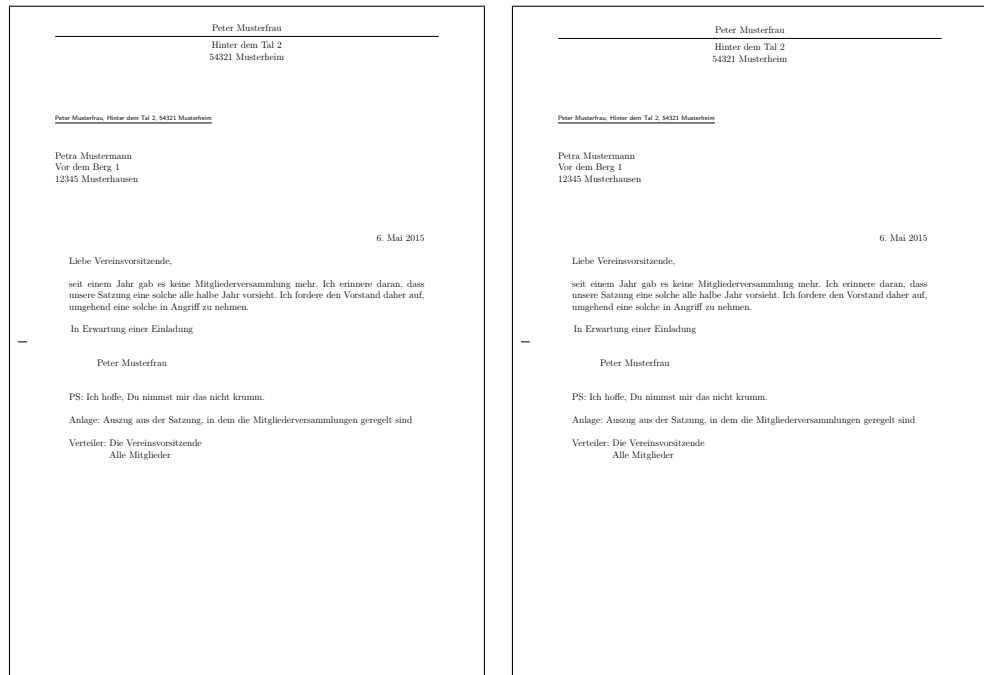 Peter Musterfrau
Hinter dem Tal 2
54321 Musterheim
Peter Musterfrau, Hinter dem Tal 2, 54321 Musterheim
Petra Mustermann
Vor dem Berg 1
12345 Musterhausen
6. Mai 2015
Liebe Vereinsvorsitzende,
seit einem Jahr gab es keine Mitgliederversammlung mehr. Ich erinnere daran, dass
unsere Satzung eine solche alle halbe Jahr vorsieht. Ich fordere den Vorstand daher auf,
umgehend eine solche in Angriff zu nehmen.
In Erwartung einer Einladung
Peter Musterfrau
PS: Ich hoffe, Du nimmst mir das nicht krumm.
Anlage: Auszug aus der Satzung, in dem die Mitgliederversammlungen geregelt sind
Verteiler: Die Vereinsvorsitzende
Alle Mitglieder
Peter Musterfrau
Hinter dem Tal 2
54321 Musterheim
Peter Musterfrau, Hinter dem Tal 2, 54321 Musterheim
Petra Mustermann
Vor dem Berg 1
12345 Musterhausen
6. Mai 2015
Liebe Vereinsvorsitzende,
seit einem Jahr gab es keine Mitgliederversammlung mehr. Ich erinnere daran, dass
unsere Satzung eine solche alle halbe Jahr vorsieht. Ich fordere den Vorstand daher auf,
umgehend eine solche in Angriff zu nehmen.
In Erwartung einer Einladung
Peter Musterfrau
PS: Ich hoffe, Du nimmst mir das nicht krumm.
Anlage: Auszug aus der Satzung, in dem die Mitgliederversammlungen geregelt sind
Verteiler: Die Vereinsvorsitzende
Alle Mitglieder